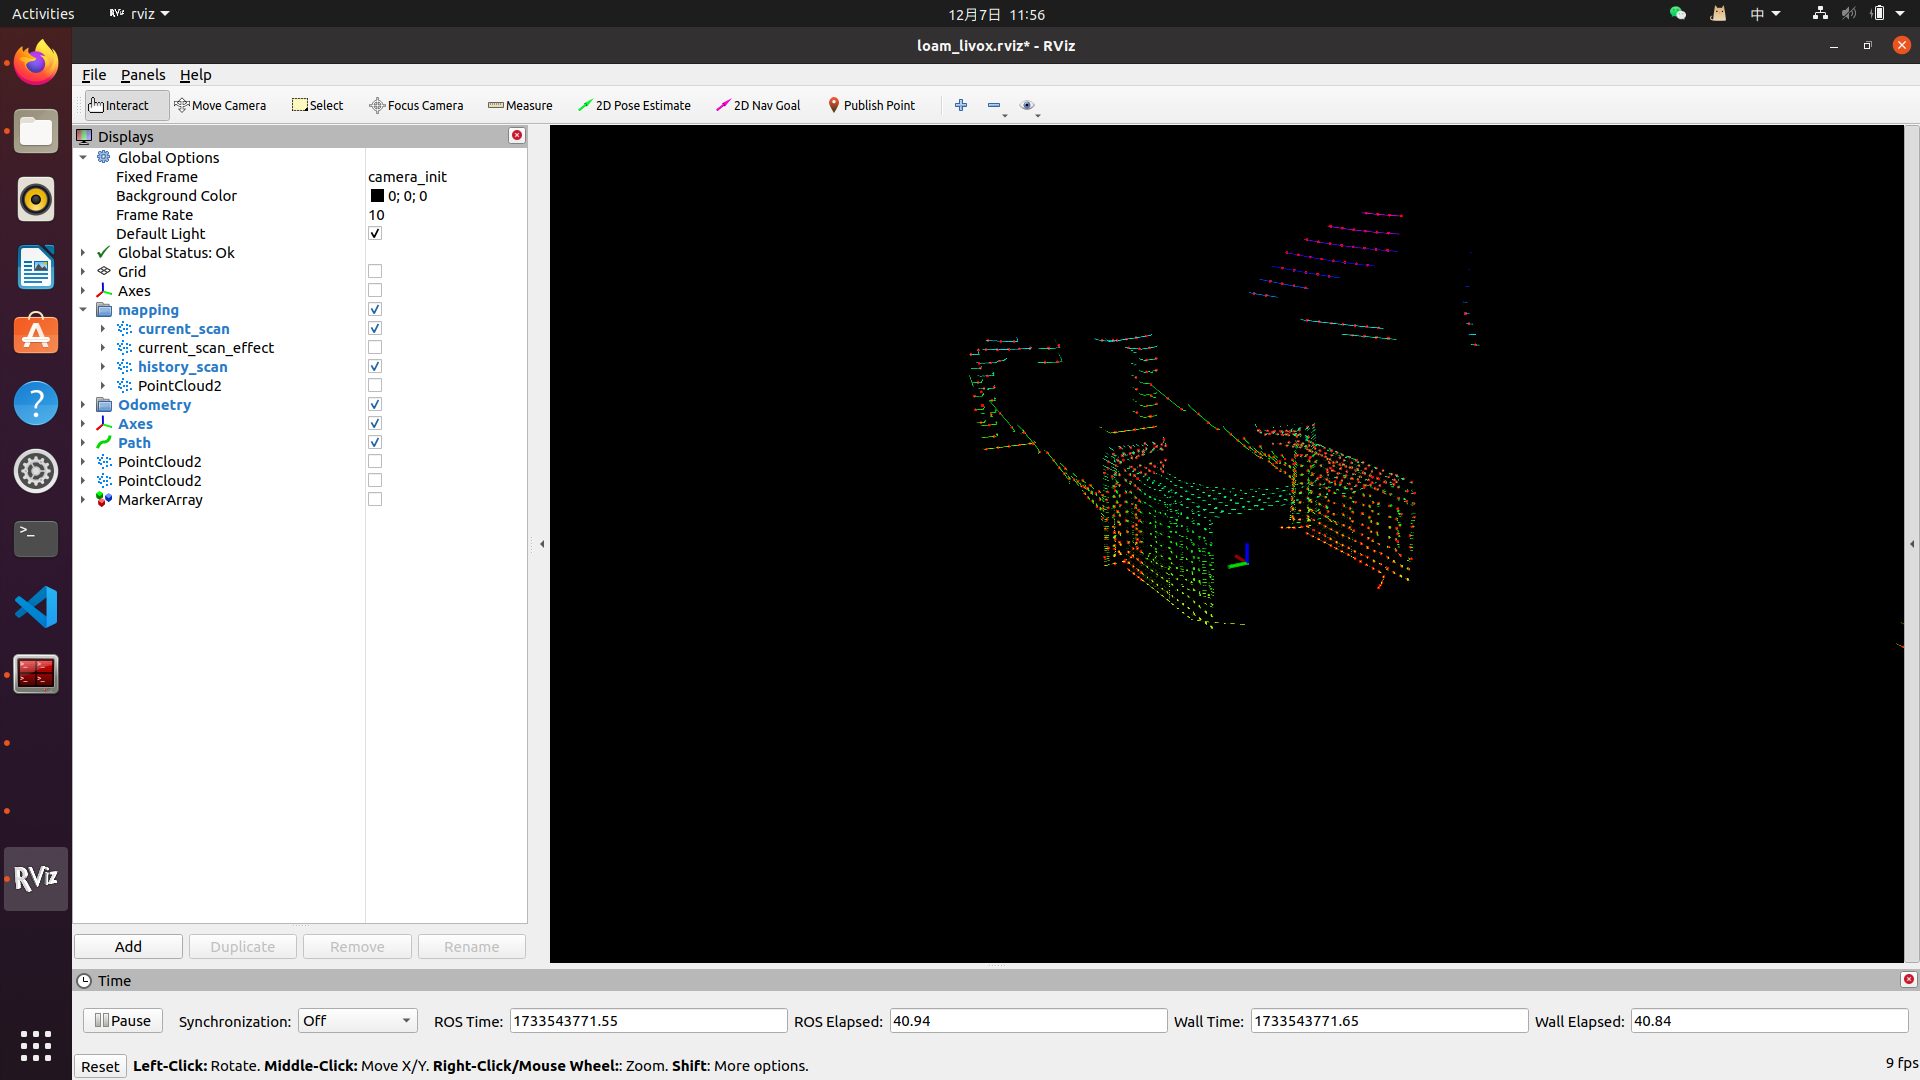 Activities RViz rviz 12月7日 11:56 中
loam_livox.rviz* - RViz
File Panels Help
Interact Move Camera Select Focus Camera Measure 2D Pose Estimate 2D Nav Goal Publish Point
Displays
Global Options
Fixed Frame camera_init
Background Color 0; 0; 0
Frame Rate 10
Default Light
Global Status: Ok
Grid
Axes
mapping
current_scan
current_scan_effect
history_scan
PointCloud2
Odometry
Axes
Path
PointCloud2
PointCloud2
MarkerArray
RViz
Add Duplicate Remove Rename
Time
Pause Synchronization: Off ROS Time: 1733543771.55 ROS Elapsed: 40.94 Wall Time: 1733543771.65 Wall Elapsed: 40.84
Reset Left-Click: Rotate. Middle-Click: Move X/Y. Right-Click/Mouse Wheel:: Zoom. Shift: More options. 9 fps